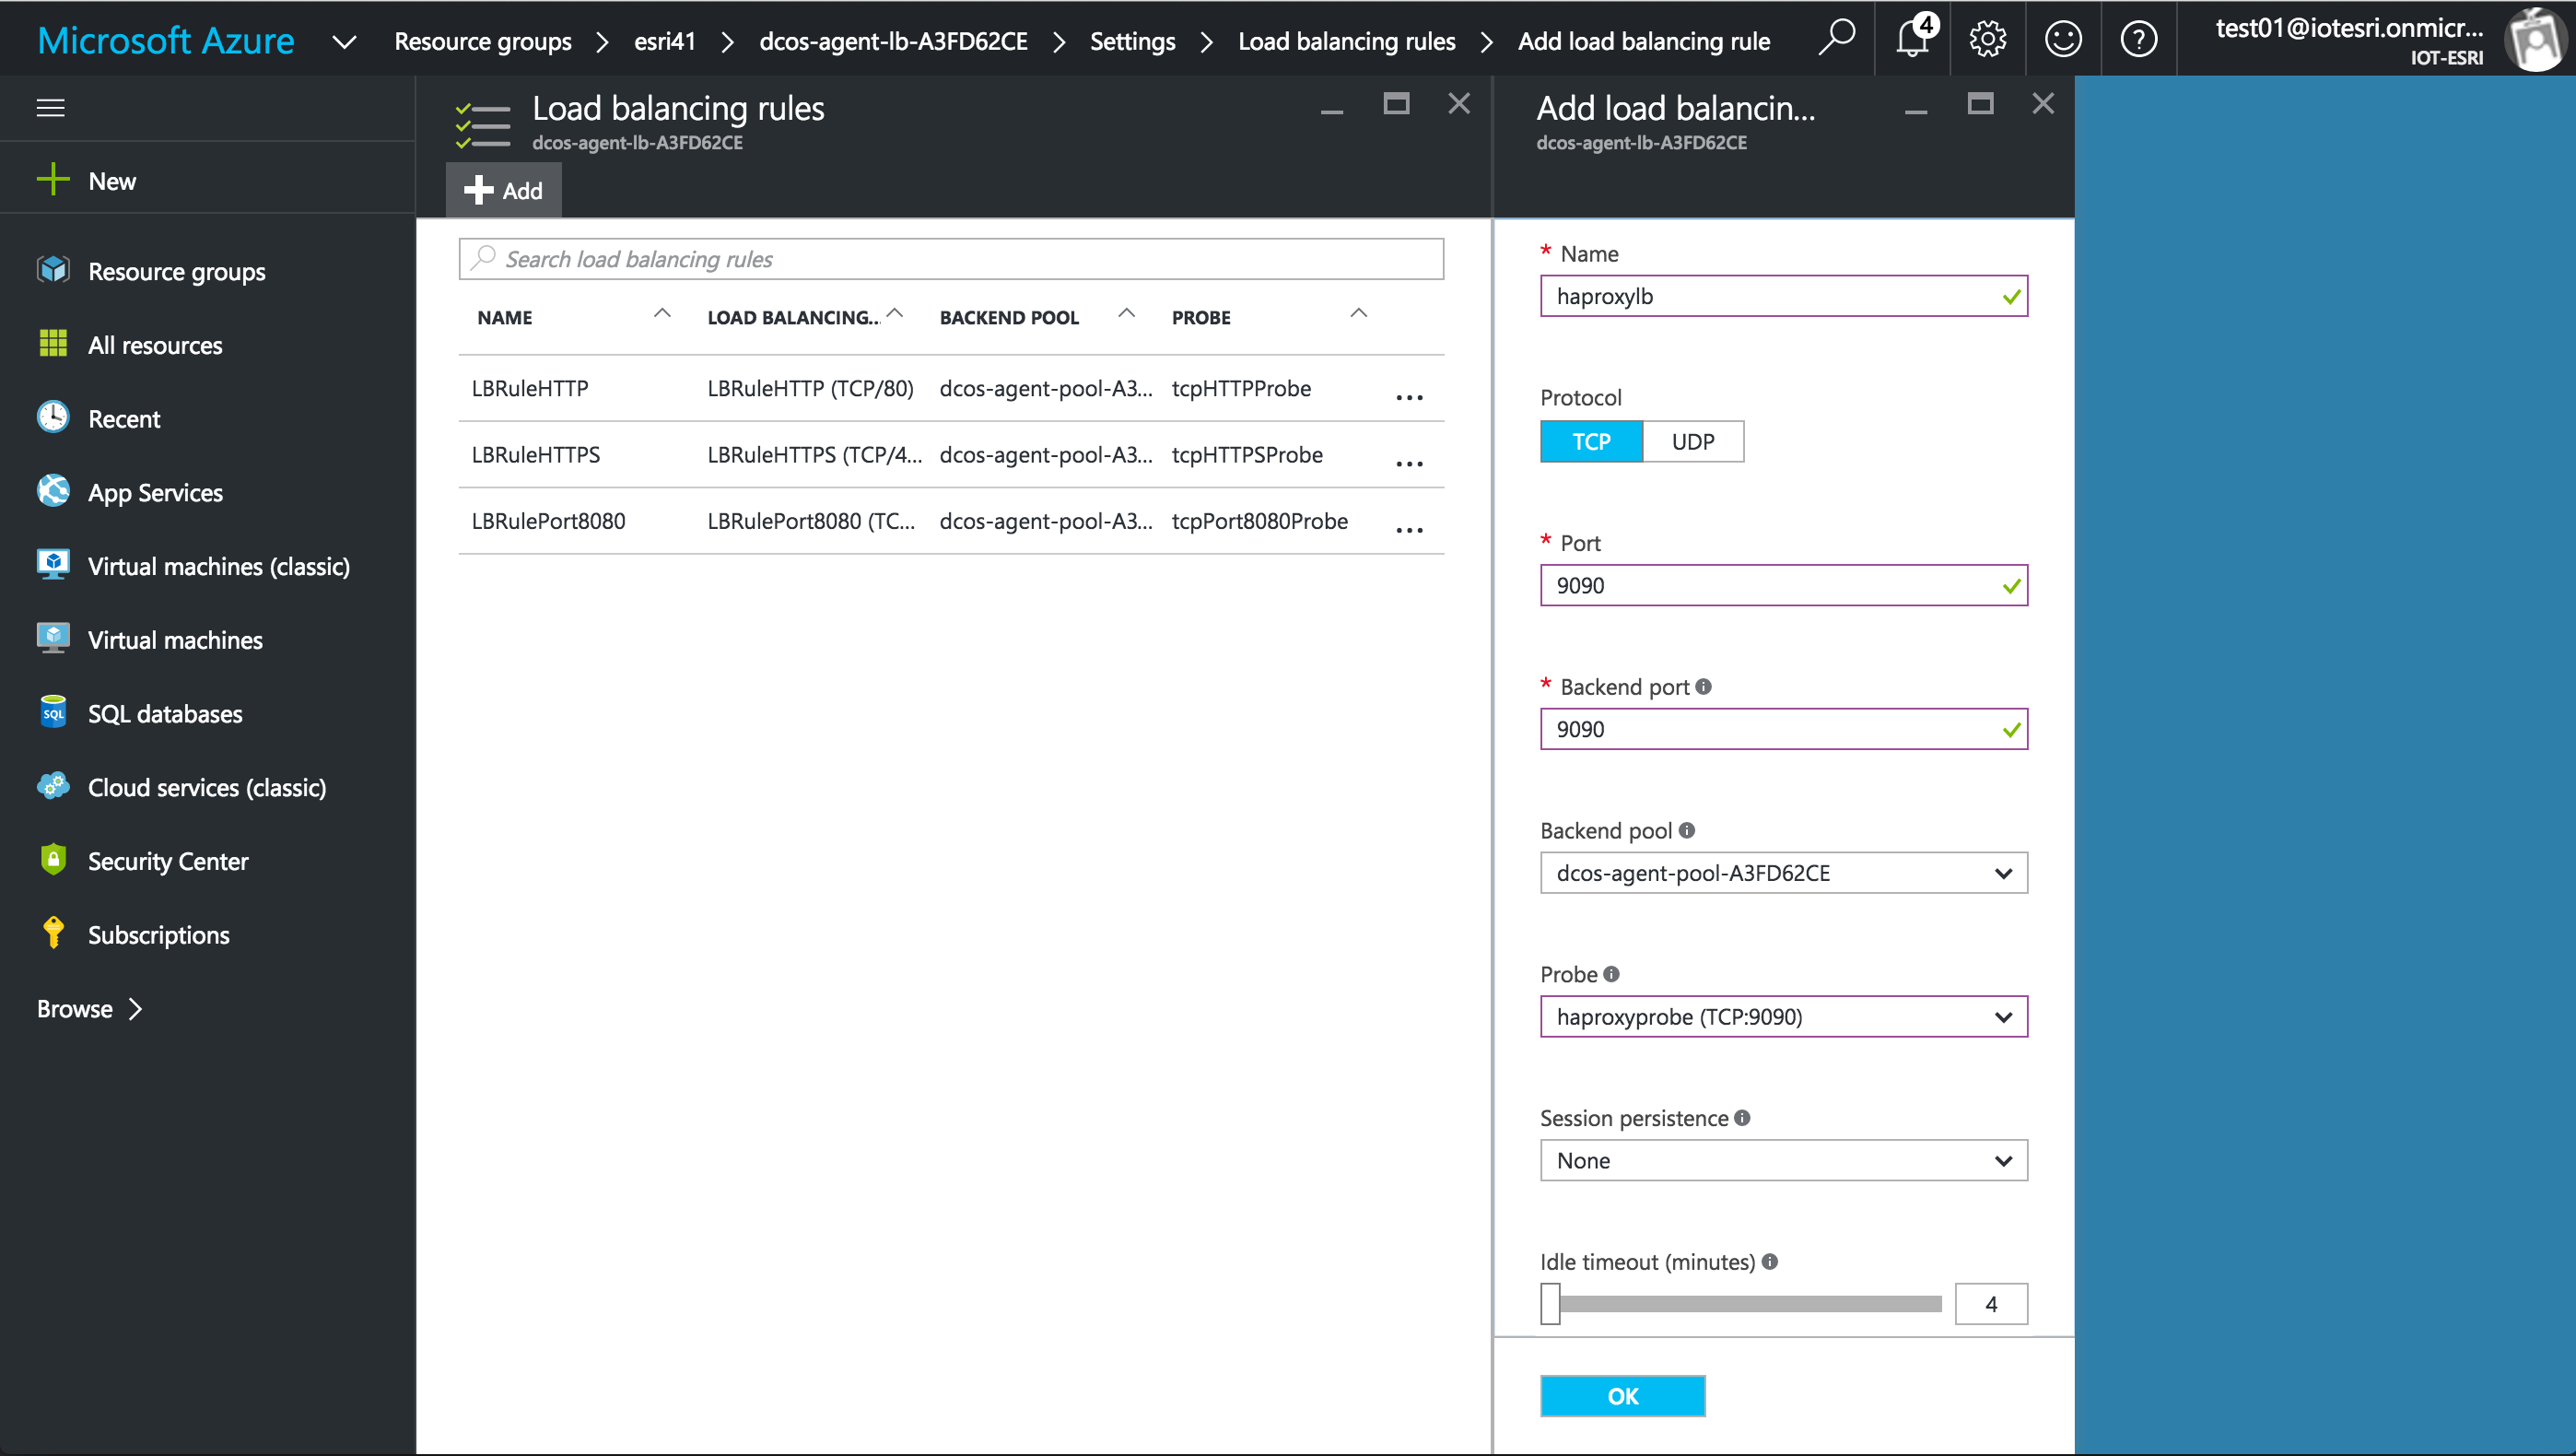 Microsoft Azure
Resource groups > esri41 > dcos-agent-lb-A3FD62CE > Settings > Load balancing rules > Add load balancing rule
4
test01@iotesri.onmicr...
IOT-ESRI
New
Resource groups
All resources
Recent
App Services
Virtual machines (classic)
Virtual machines
SQL databases
Cloud services (classic)
Security Center
Subscriptions
Browse >
Load balancing rules
dcos-agent-lb-A3FD62CE
Add
Search load balancing rules
NAME LOAD BALANCING... BACKEND POOL PROBE
LBRuleHTTP LBRuleHTTP (TCP/80) dcos-agent-pool-A3... tcpHTTPProbe ...
LBRuleHTTPS LBRuleHTTPS (TCP/4... dcos-agent-pool-A3... tcpHTTPSProbe ...
LBRulePort8080 LBRulePort8080 (TC... dcos-agent-pool-A3... tcpPort8080Probe ...
Add load balancin...
dcos-agent-lb-A3FD62CE
* Name
haproxylb
Protocol
TCP UDP
* Port
9090
* Backend port
9090
Backend pool
dcos-agent-pool-A3FD62CE
Probe
haproxyprobe (TCP:9090)
Session persistence
None
Idle timeout (minutes)
4
OK